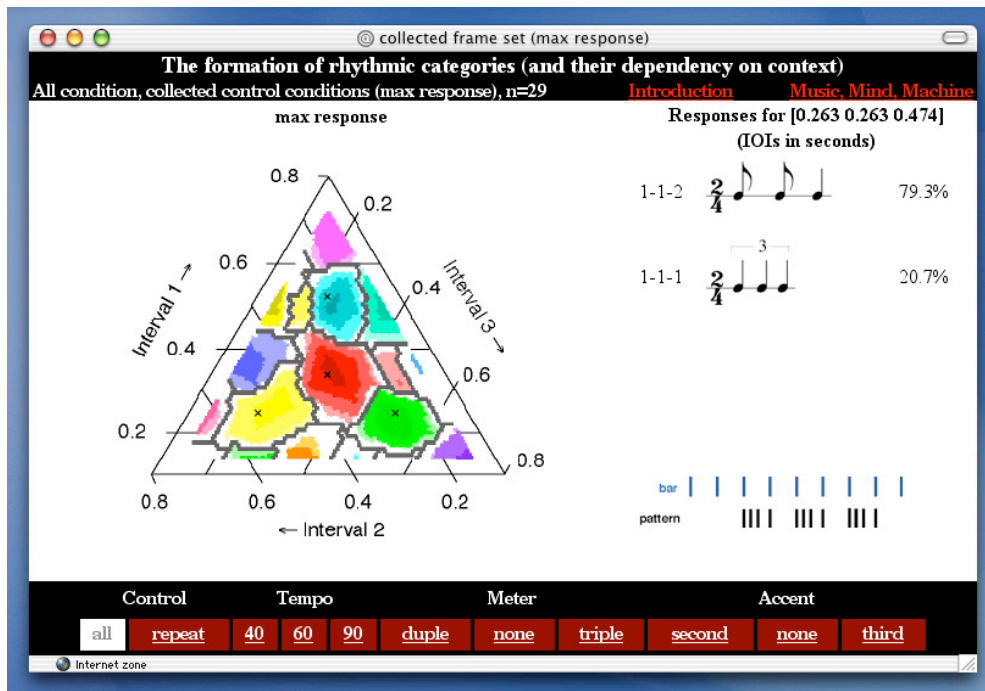 @ collected frame set (max response)
The formation of rhythmic categories (and their dependency on context)
All condition, collected control conditions (max response), n=29
Introduction
Music, Mind, Machine
max response
0.8
0.2
0.6
0.4
0.4
0.6
0.2
0.8
0.8
0.6
0.4
0.2
Interval 1 →
Interval 3 →
← Interval 2
Responses for [0.263 0.263 0.474]
(IOIs in seconds)
1-1-2 2 4 79.3%
3
1-1-1 2 4 20.7%
bar
pattern
Control Tempo Meter Accent
all repeat 40 60 90 duple none triple second none third
Internet zone